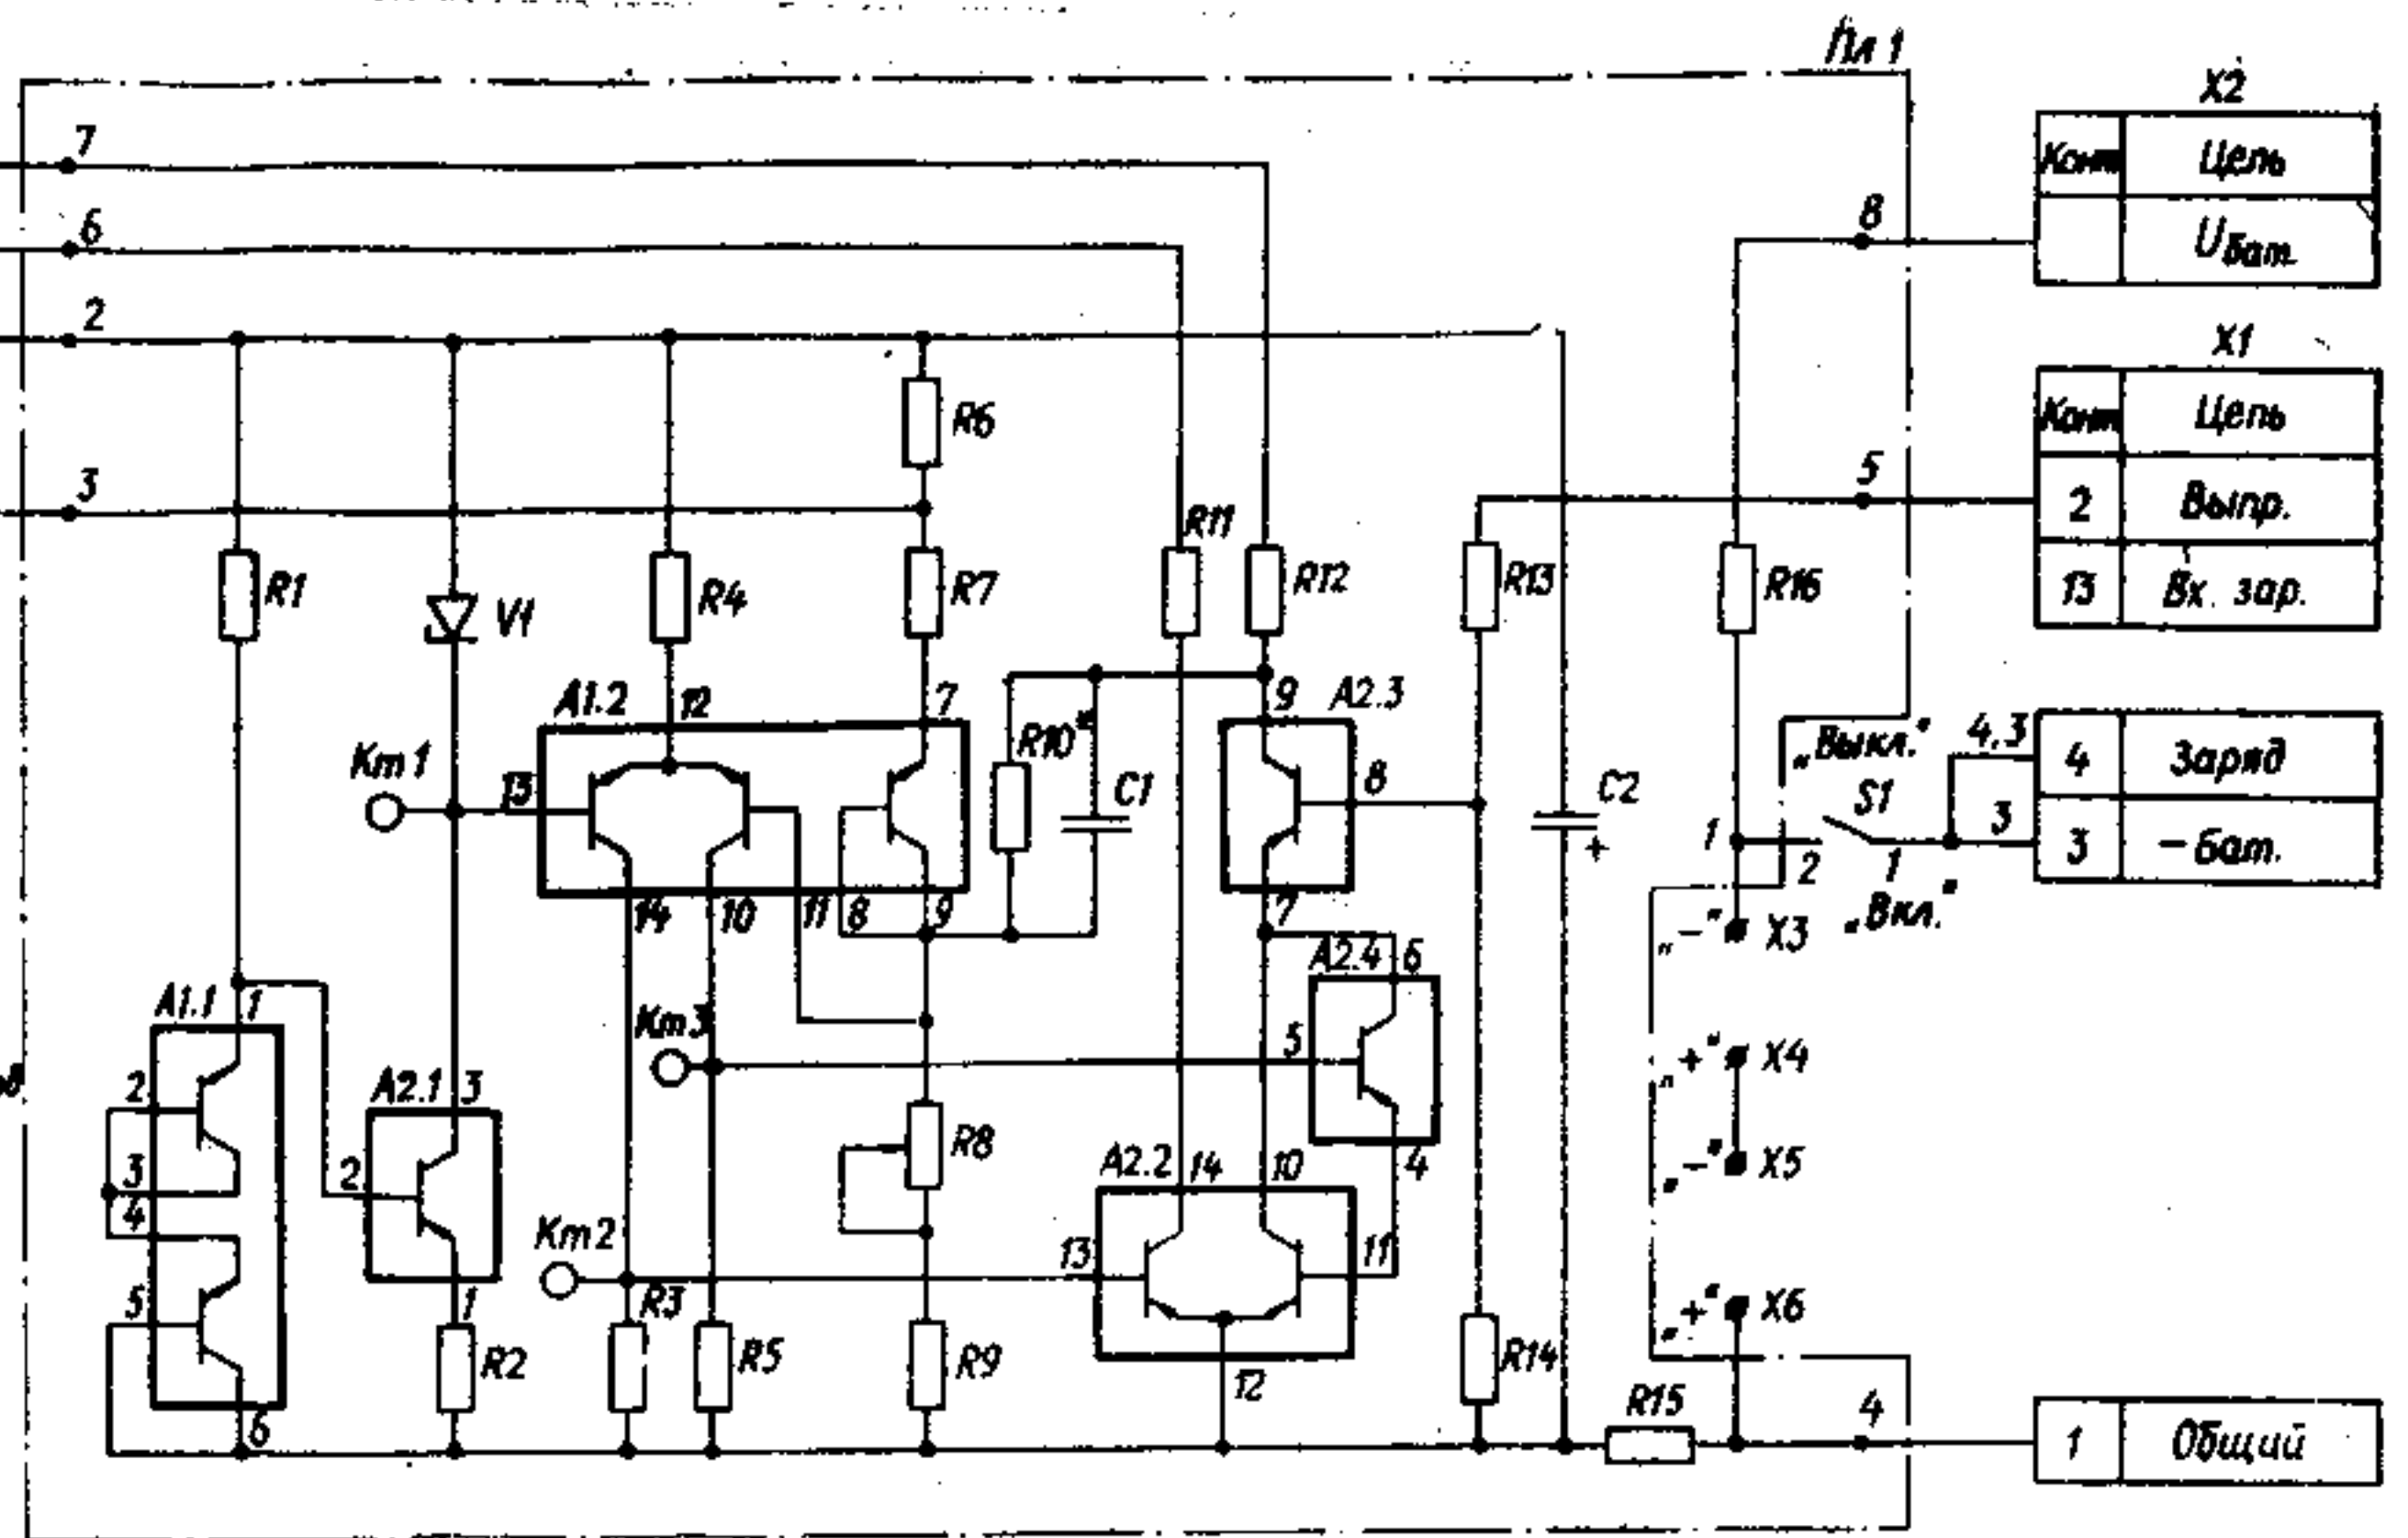 Пл 1
X2
Конт Цепь
Uбат.
7
6
2
3
8
X1
Конт Цепь
2 Выпр.
13 Вх. зар.
5
R6
R1
V1
R4
R7
R11
R12
R13
R16
A1.2 12 7
9 A2.3
Кт1
13
R10*
C1
8
C2
+
„Выкл.“
4,3
4 Заряд
S1
3
3 -бат.
1
2 1
„Вкл.“
14 10 11 8 9
7
„-“ X3
A2.4 6
A1.1 1
Кт3
5
„+“ X4
2
A2.1 3
R8
4
„-“ X5
3
2
A2.2 14 10
4
Кт2
13
11
5
1
R3
„+“ X6
R2
R5
R9
12
R14
6
R15
4
1 Общий